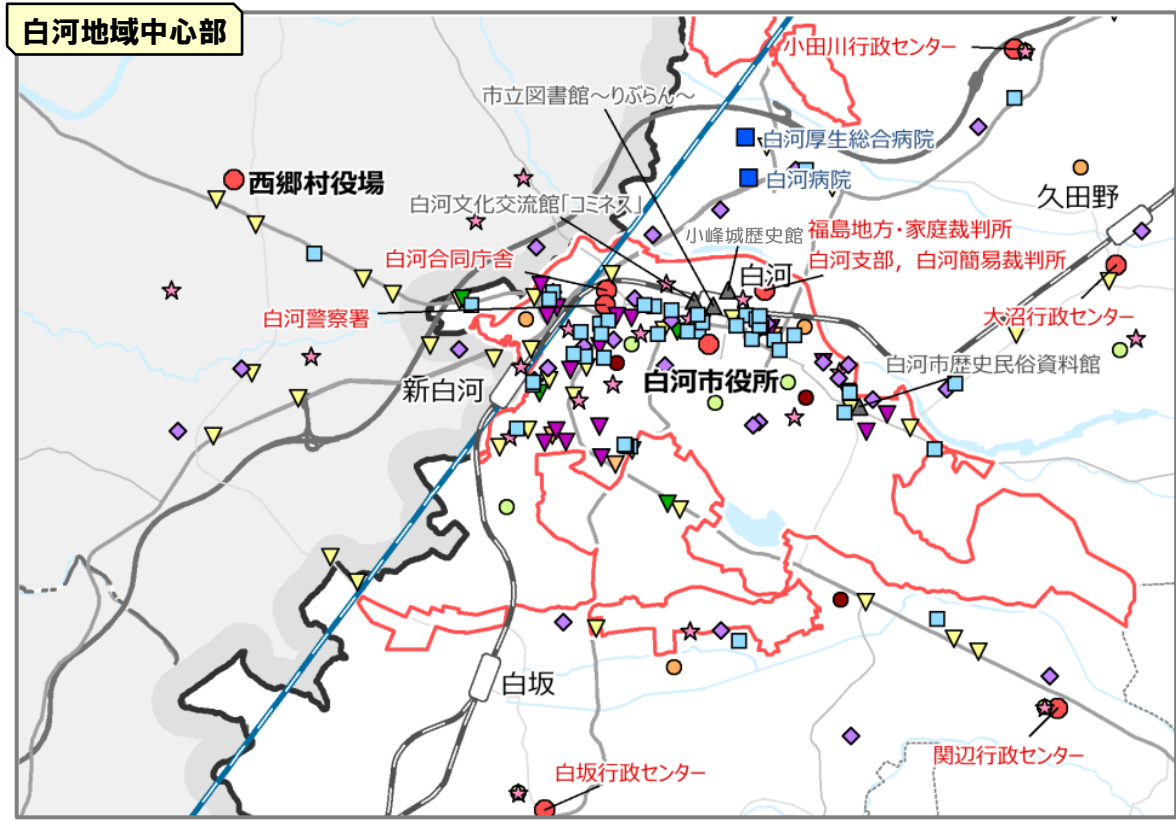 白河地域中心部
小田川行政センター
市立図書館～りぶらん～
白河厚生総合病院
西郷村役場
白河病院
久田野
白河文化交流館「コミネス」
小峰城歴史館
福島地方・家庭裁判所
白河支部，白河簡易裁判所
白河合同庁舎
白河
白河警察署
大沼行政センター
白河市歴史民俗資料館
新白河
白河市役所
白坂
関辺行政センター
白坂行政センター